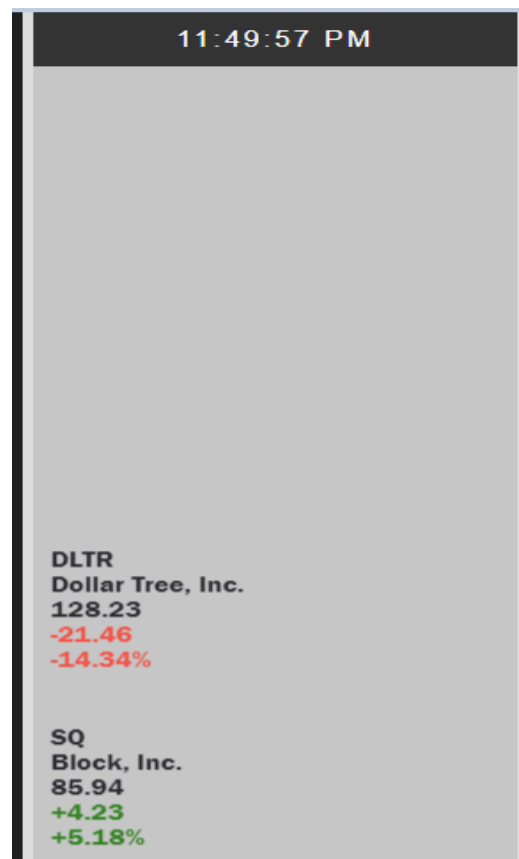 11:49:57 PM
DLTR
Dollar Tree, Inc.
128.23
-21.46
-14.34%
SQ
Block, Inc.
85.94
+4.23
+5.18%